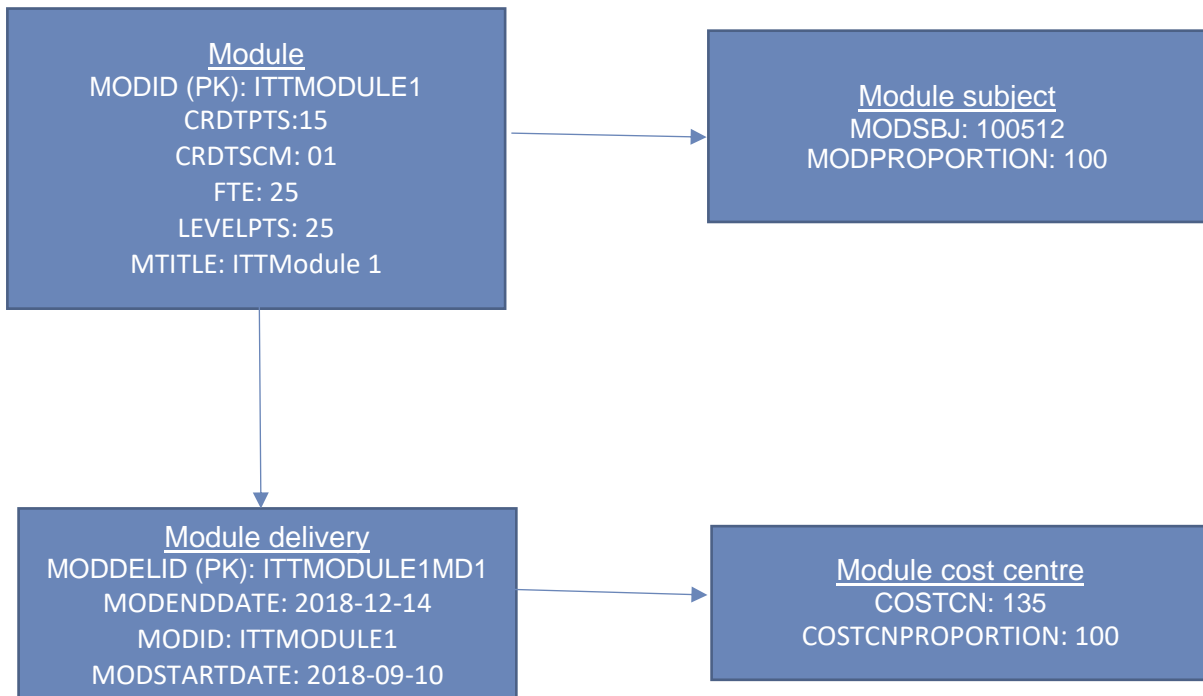 Module
MODID (PK): ITTMODULE1
CRDTPTS:15
CRDTSCM: 01
FTE: 25
LEVELPTS: 25
MTITLE: ITTModule 1
Module subject
MODSBJ: 100512
MODPROPORTION: 100
Module delivery
MODDELID (PK): ITTMODULE1MD1
MODENDDATE: 2018-12-14
MODID: ITTMODULE1
MODSTARTDATE: 2018-09-10
Module cost centre
COSTCN: 135
COSTCNPROPORTION: 100